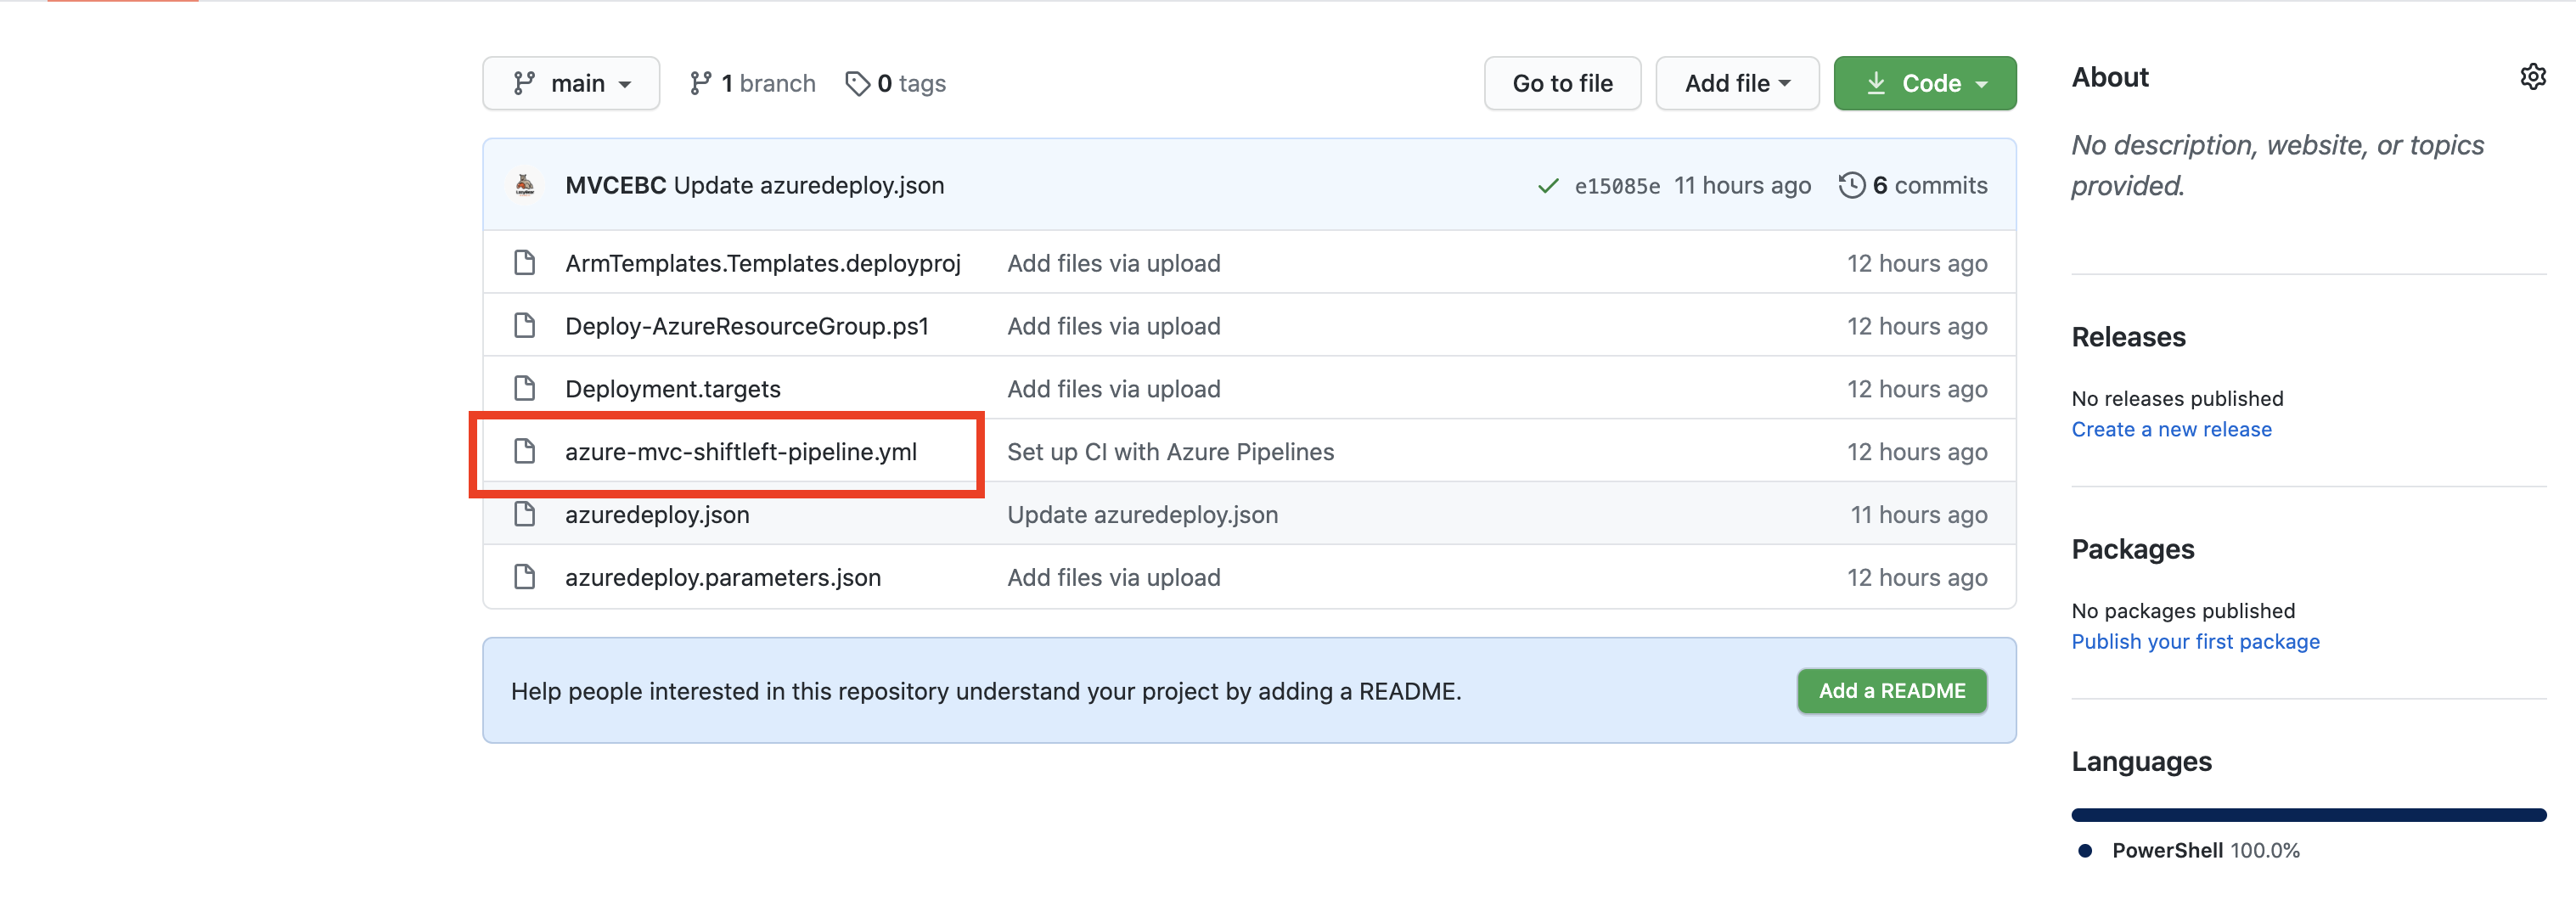 main
1 branch
0 tags
Go to file
Add file
Code
MVCEBC Update azuredeploy.json
e15085e 11 hours ago
6 commits
ArmTemplates.Templates.deployproj Add files via upload 12 hours ago
Deploy-AzureResourceGroup.ps1 Add files via upload 12 hours ago
Deployment.targets Add files via upload 12 hours ago
azure-mvc-shiftleft-pipeline.yml Set up CI with Azure Pipelines 12 hours ago
azuredeploy.json Update azuredeploy.json 11 hours ago
azuredeploy.parameters.json Add files via upload 12 hours ago
Help people interested in this repository understand your project by adding a README.
Add a README
About
No description, website, or topics
provided.
Releases
No releases published
Create a new release
Packages
No packages published
Publish your first package
Languages
PowerShell 100.0%